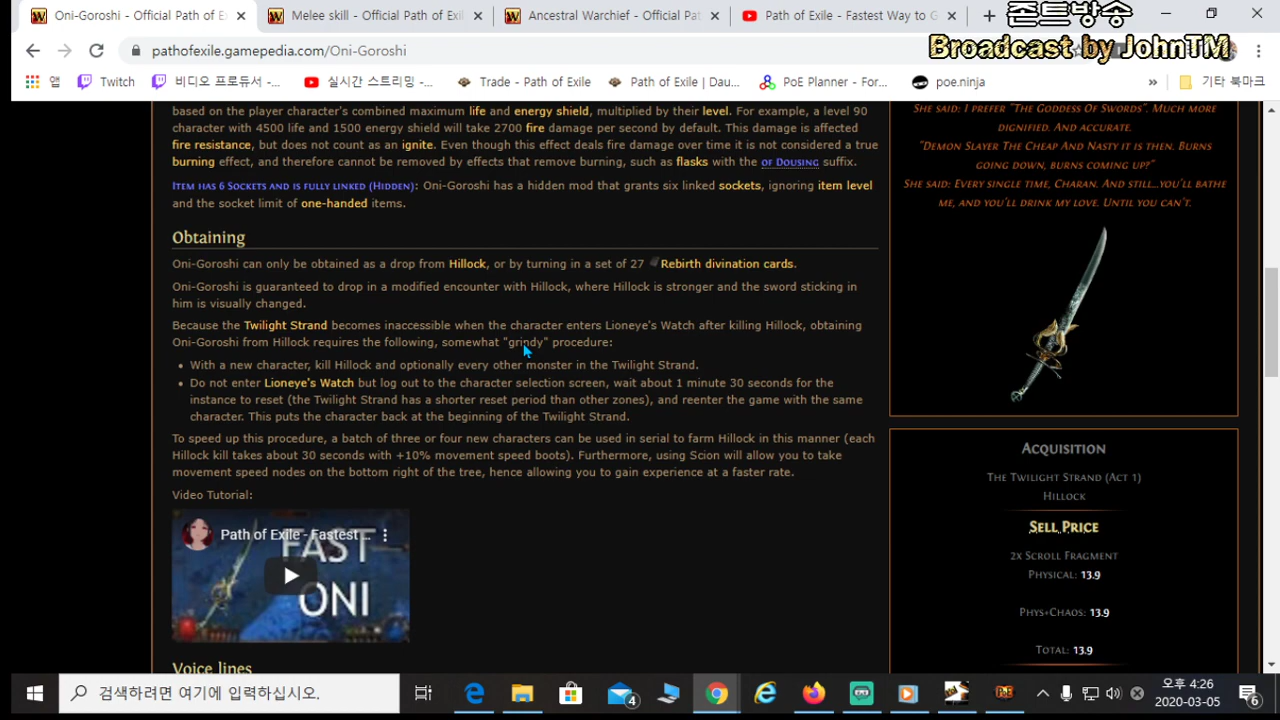 Oni-Goroshi - Official Path of E
Melee skill - Official Path of Exil
Ancestral Warchief - Official Pat
Path of Exile - Fastest Way to G
존트방송
Broadcast by JohnTM
pathofexile.gamepedia.com/Oni-Goroshi
앱
Twitch
비디오 프로듀서 -...
실시간 스트리밍 -...
Trade - Path of Exile
Path of Exile | Dau...
PoE Planner - For...
poe.ninja
»
기타 북마크
based on the player character's combined maximum life and energy shield, multiplied by their level. For example, a level 90
character with 4500 life and 1500 energy shield will take 2700 fire damage per second by default. This damage is affected
fire resistance, but does not count as an ignite. Even though this effect deals fire damage over time it is not considered a true
burning effect, and therefore cannot be removed by effects that remove burning, such as flasks with the of Dousing suffix.
Item has 6 Sockets and is fully linked (Hidden): Oni-Goroshi has a hidden mod that grants six linked sockets, ignoring item level
and the socket limit of one-handed items.
Obtaining
Oni-Goroshi can only be obtained as a drop from Hillock, or by turning in a set of 27 Rebirth divination cards.
Oni-Goroshi is guaranteed to drop in a modified encounter with Hillock, where Hillock is stronger and the sword sticking in
him is visually changed.
Because the Twilight Strand becomes inaccessible when the character enters Lioneye's Watch after killing Hillock, obtaining
Oni-Goroshi from Hillock requires the following, somewhat "grindy" procedure:
• With a new character, kill Hillock and optionally every other monster in the Twilight Strand.
• Do not enter Lioneye's Watch but log out to the character selection screen, wait about 1 minute 30 seconds for the
instance to reset (the Twilight Strand has a shorter reset period than other zones), and reenter the game with the same
character. This puts the character back at the beginning of the Twilight Strand.
To speed up this procedure, a batch of three or four new characters can be used in serial to farm Hillock in this manner (each
Hillock kill takes about 30 seconds with +10% movement speed boots). Furthermore, using Scion will allow you to take
movement speed nodes on the bottom right of the tree, hence allowing you to gain experience at a faster rate.
Video Tutorial:
Path of Exile - Fastest ...
FAST
ONI
Voice lines
She said: I prefer "The Goddess Of Swords". Much more
dignified. And accurate.
"Demon Slayer The Cheap And Nasty it is then. Burns
going down, burns coming up?"
She said: Every single time, Charan. And still...you'll bathe
me, and you'll drink my love. Until you can't.
Acquisition
The Twilight Strand (Act 1)
Hillock
Sell Price
2x Scroll Fragment
Physical: 13.9
Phys+Chaos: 13.9
Total: 13.9
검색하려면 여기에 입력하십시오.
4
오후 4:26
2020-03-05
6